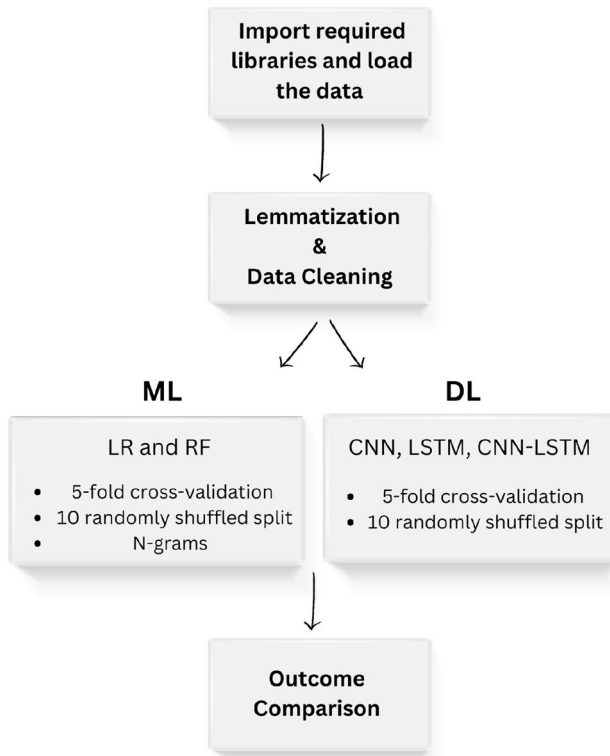 Import required
libraries and load
the data
Lemmatization
&
Data Cleaning
ML
LR and RF
• 5-fold cross-validation
• 10 randomly shuffled split
• N-grams
DL
CNN, LSTM, CNN-LSTM
• 5-fold cross-validation
• 10 randomly shuffled split
Outcome
Comparison